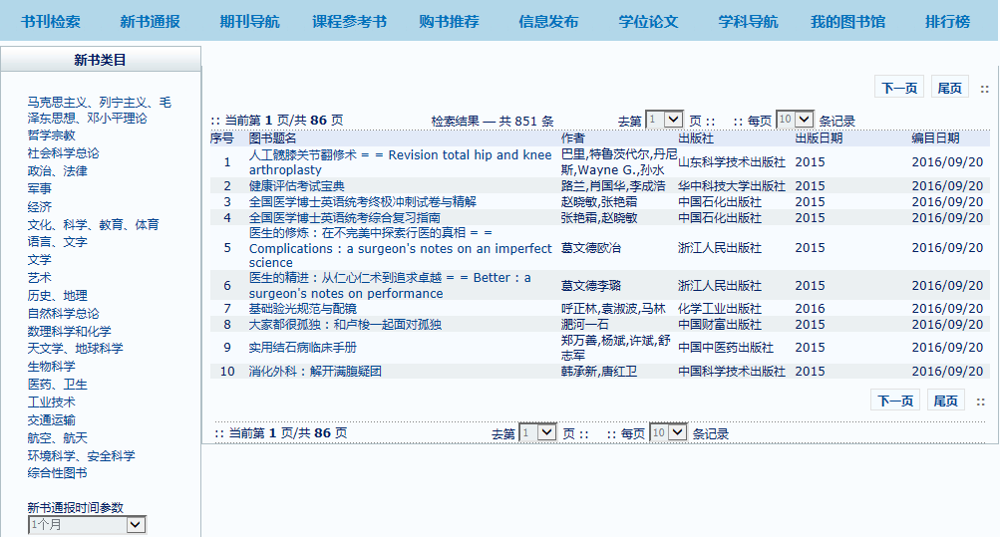 书刊检索 新书通报 期刊导航 课程参考书 购书推荐 信息发布 学位论文 学科导航 我的图书馆 排行榜
新书类目
马克思主义、列宁主义、毛
泽东思想、邓小平理论
哲学宗教
社会科学总论
政治、法律
军事
经济
文化、科学、教育、体育
语言、文字
文学
艺术
历史、地理
自然科学总论
数理科学和化学
天文学、地球科学
生物科学
医药、卫生
工业技术
交通运输
航空、航天
环境科学、安全科学
综合性图书
新书通报时间参数
1个月
下一页 尾页 ::
:: 当前第 1 页/共 86 页 检索结果 — 共 851 条 去第 1 页 :: :: 每页 10 条记录
序号 图书题名 作者 出版社 出版日期 编目日期
1 人工髋膝关节翻修术 = = Revision total hip and knee
arthroplasty 巴里,特鲁茨代尔,丹尼
斯,Wayne G.,孙水 山东科学技术出版社 2015 2016/09/20
2 健康评估考试宝典 路兰,肖国华,李成浩 华中科技大学出版社 2015 2016/09/20
3 全国医学博士英语统考终极冲刺试卷与精解 赵晓敏,张艳霜 中国石化出版社 2015 2016/09/20
4 全国医学博士英语统考综合复习指南 张艳霜,赵晓敏 中国石化出版社 2015 2016/09/20
5 医生的修炼 : 在不完美中探索行医的真相 = =
Complications : a surgeon's notes on an imperfect
science 葛文德欧冶 浙江人民出版社 2015 2016/09/20
6 医生的精进 : 从仁心仁术到追求卓越 = = Better : a
surgeon's notes on performance 葛文德李璐 浙江人民出版社 2015 2016/09/20
7 基础验光规范与配镜 呼正林,袁淑波,马林 化学工业出版社 2016 2016/09/20
8 大家都很孤独 : 和卢梭一起面对孤独 淝河一石 中国财富出版社 2015 2016/09/20
9 实用结石病临床手册 郑万善,杨斌,许斌,舒
志军 中国中医药出版社 2015 2016/09/20
10 消化外科 : 解开满腹疑团 韩承新,唐红卫 中国科学技术出版社 2015 2016/09/20
下一页 尾页 ::
:: 当前第 1 页/共 86 页 去第 1 页 :: :: 每页 10 条记录